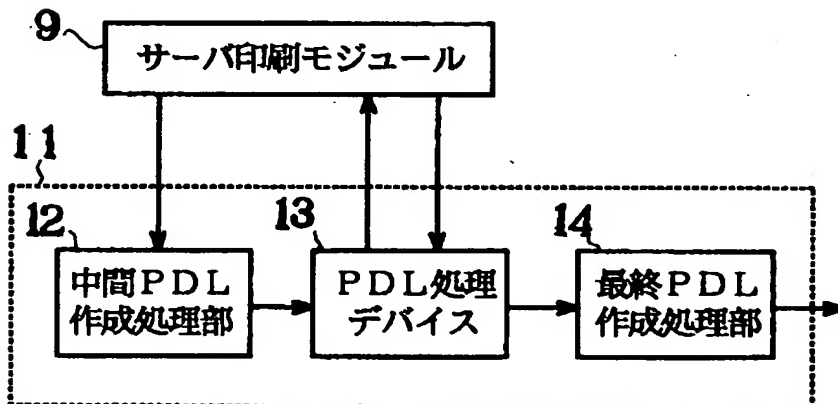 9
サーバ印刷モジュール
11
12
中間PDL
作成処理部
13
PDL処理
デバイス
14
最終PDL
作成処理部